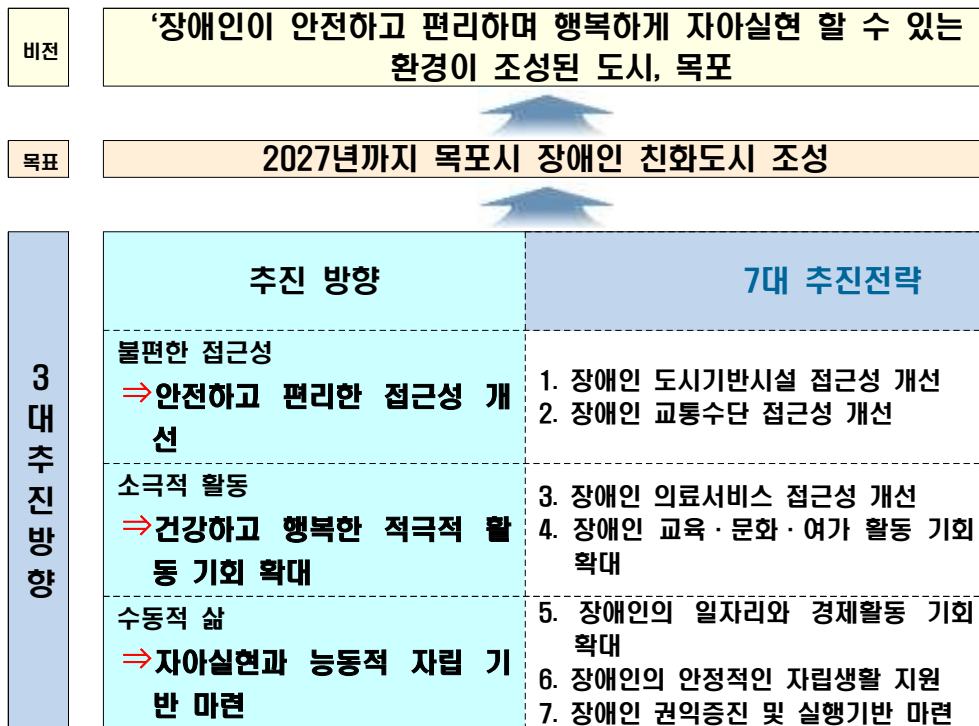 비전
‘장애인이 안전하고 편리하며 행복하게 자아실현 할 수 있는
환경이 조성된 도시, 목포
목표
2027년까지 목포시 장애인 친화도시 조성
3
대
추
진
방
향
추진 방향
7대 추진전략
불편한 접근성
⇒안전하고 편리한 접근성 개
선
1. 장애인 도시기반시설 접근성 개선
2. 장애인 교통수단 접근성 개선
소극적 활동
⇒건강하고 행복한 적극적 활
동 기회 확대
3. 장애인 의료서비스 접근성 개선
4. 장애인 교육 · 문화 · 여가 활동 기회
확대
수동적 삶
⇒자아실현과 능동적 자립 기
반 마련
5. 장애인의 일자리와 경제활동 기회
확대
6. 장애인의 안정적인 자립생활 지원
7. 장애인 권익증진 및 실행기반 마련